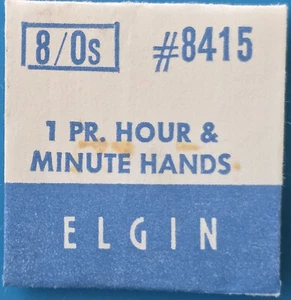 8/0s #8415
1 PR. HOUR &
MINUTE HANDS
ELGIN